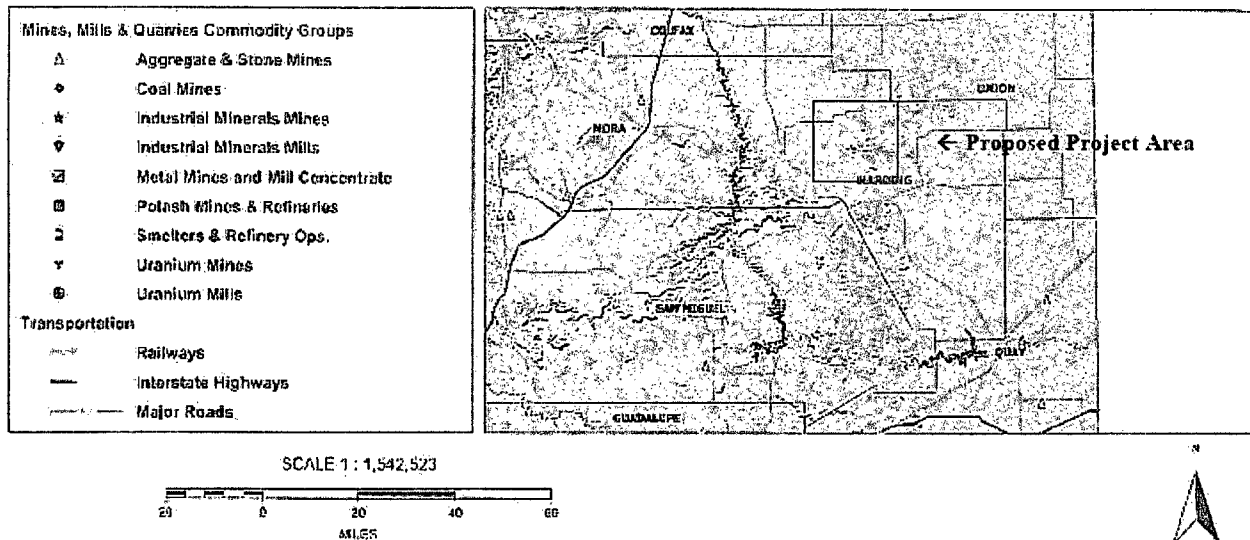 Mines, Mills & Quarries Commodity Groups
Aggregate & Stone Mines
Coal Mines
Industrial Minerals Mines
Industrial Minerals Mills
Metal Mines and Mill Concentrate
Potash Mines & Refineries
Smelters & Refinery Ops.
Uranium Mines
Uranium Mills
Transportation
Railways
Interstate Highways
Major Roads
COLFAX
UNION
MORA
← Proposed Project Area
HARDING
SAN MIGUEL
QUAY
GUADALUPE
SCALE 1 : 1,542,523
20 0 20 40 60
MILES
N